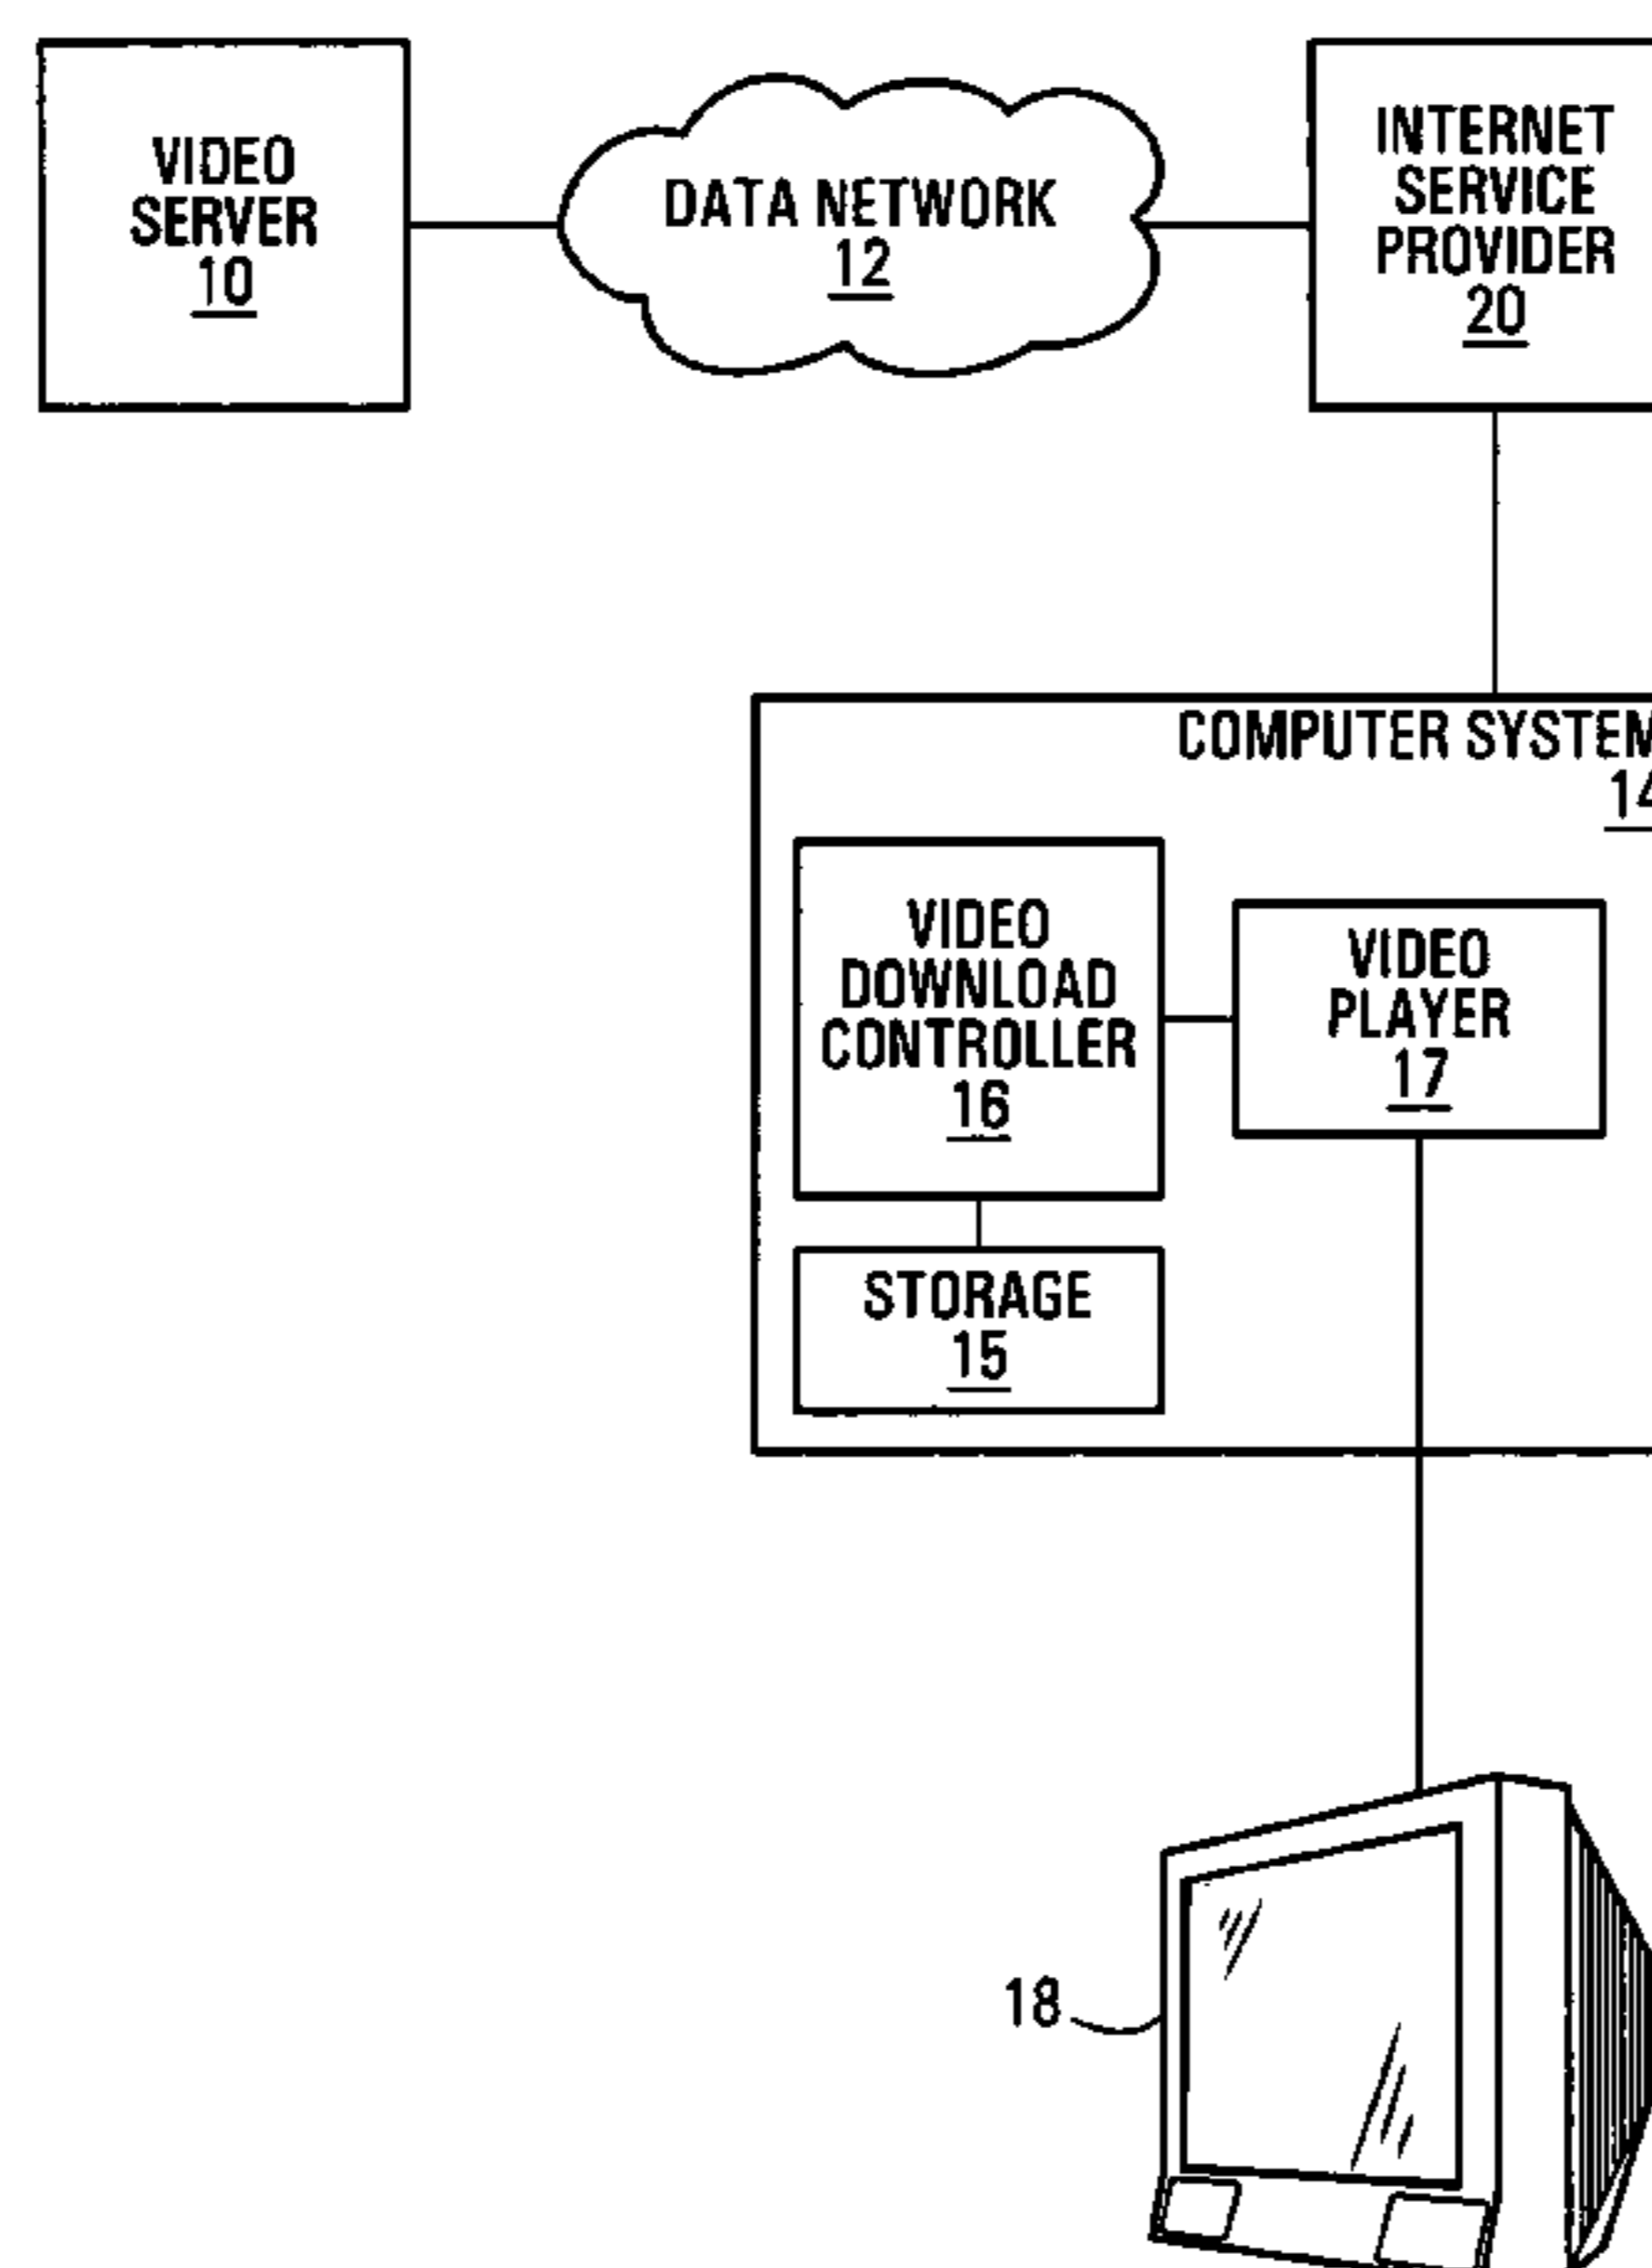 VIDEO
SERVER
10
DATA NETWORK
12
INTERNET
SERVICE
PROVIDER
20
COMPUTER SYSTEM
14
VIDEO
DOWNLOAD
CONTROLLER
16
VIDEO
PLAYER
17
STORAGE
15
18